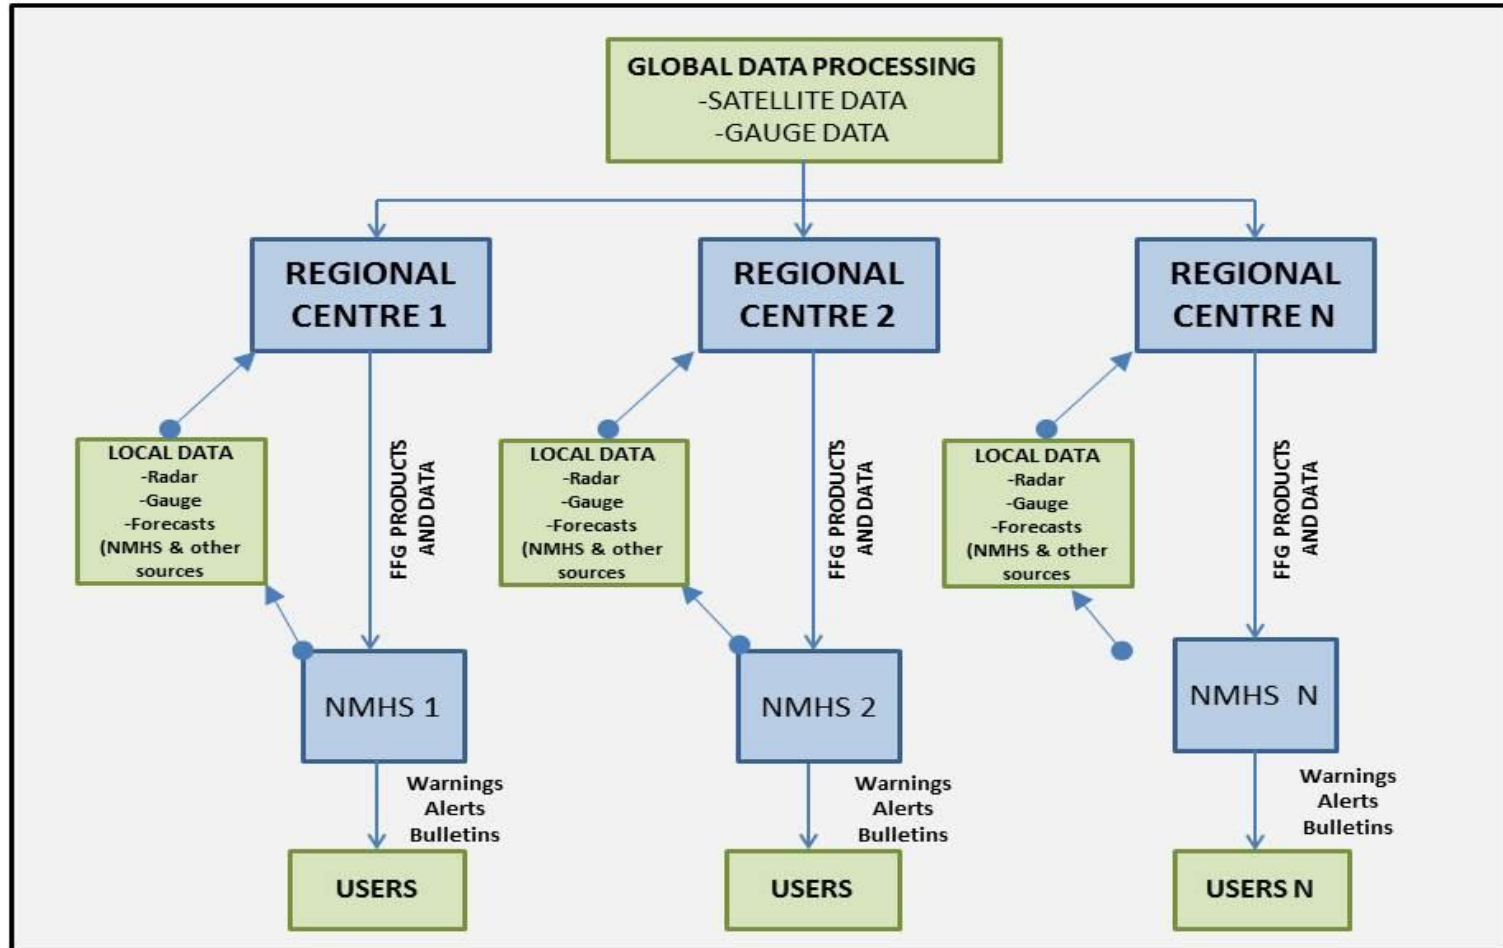 GLOBAL DATA PROCESSING
-SATELLITE DATA
-GAUGE DATA
REGIONAL
CENTRE 1
REGIONAL
CENTRE 2
REGIONAL
CENTRE N
LOCAL DATA
-Radar
-Gauge
-Forecasts
(NMHS & other
sources
FFG PRODUCTS
AND DATA
LOCAL DATA
-Radar
-Gauge
-Forecasts
(NMHS & other
sources
FFG PRODUCTS
AND DATA
LOCAL DATA
-Radar
-Gauge
-Forecasts
(NMHS & other
sources
FFG PRODUCTS
AND DATA
NMHS 1
NMHS 2
NMHS N
Warnings
Alerts
Bulletins
Warnings
Alerts
Bulletins
Warnings
Alerts
Bulletins
USERS
USERS
USERS N